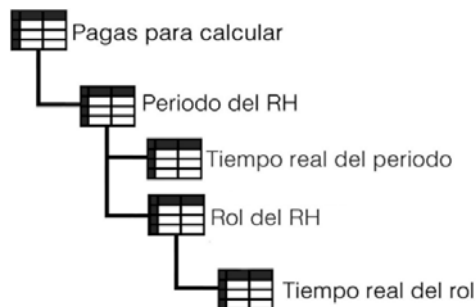 Pagas para calcular
Periodo del RH
Tiempo real del periodo
Rol del RH
Tiempo real del rol